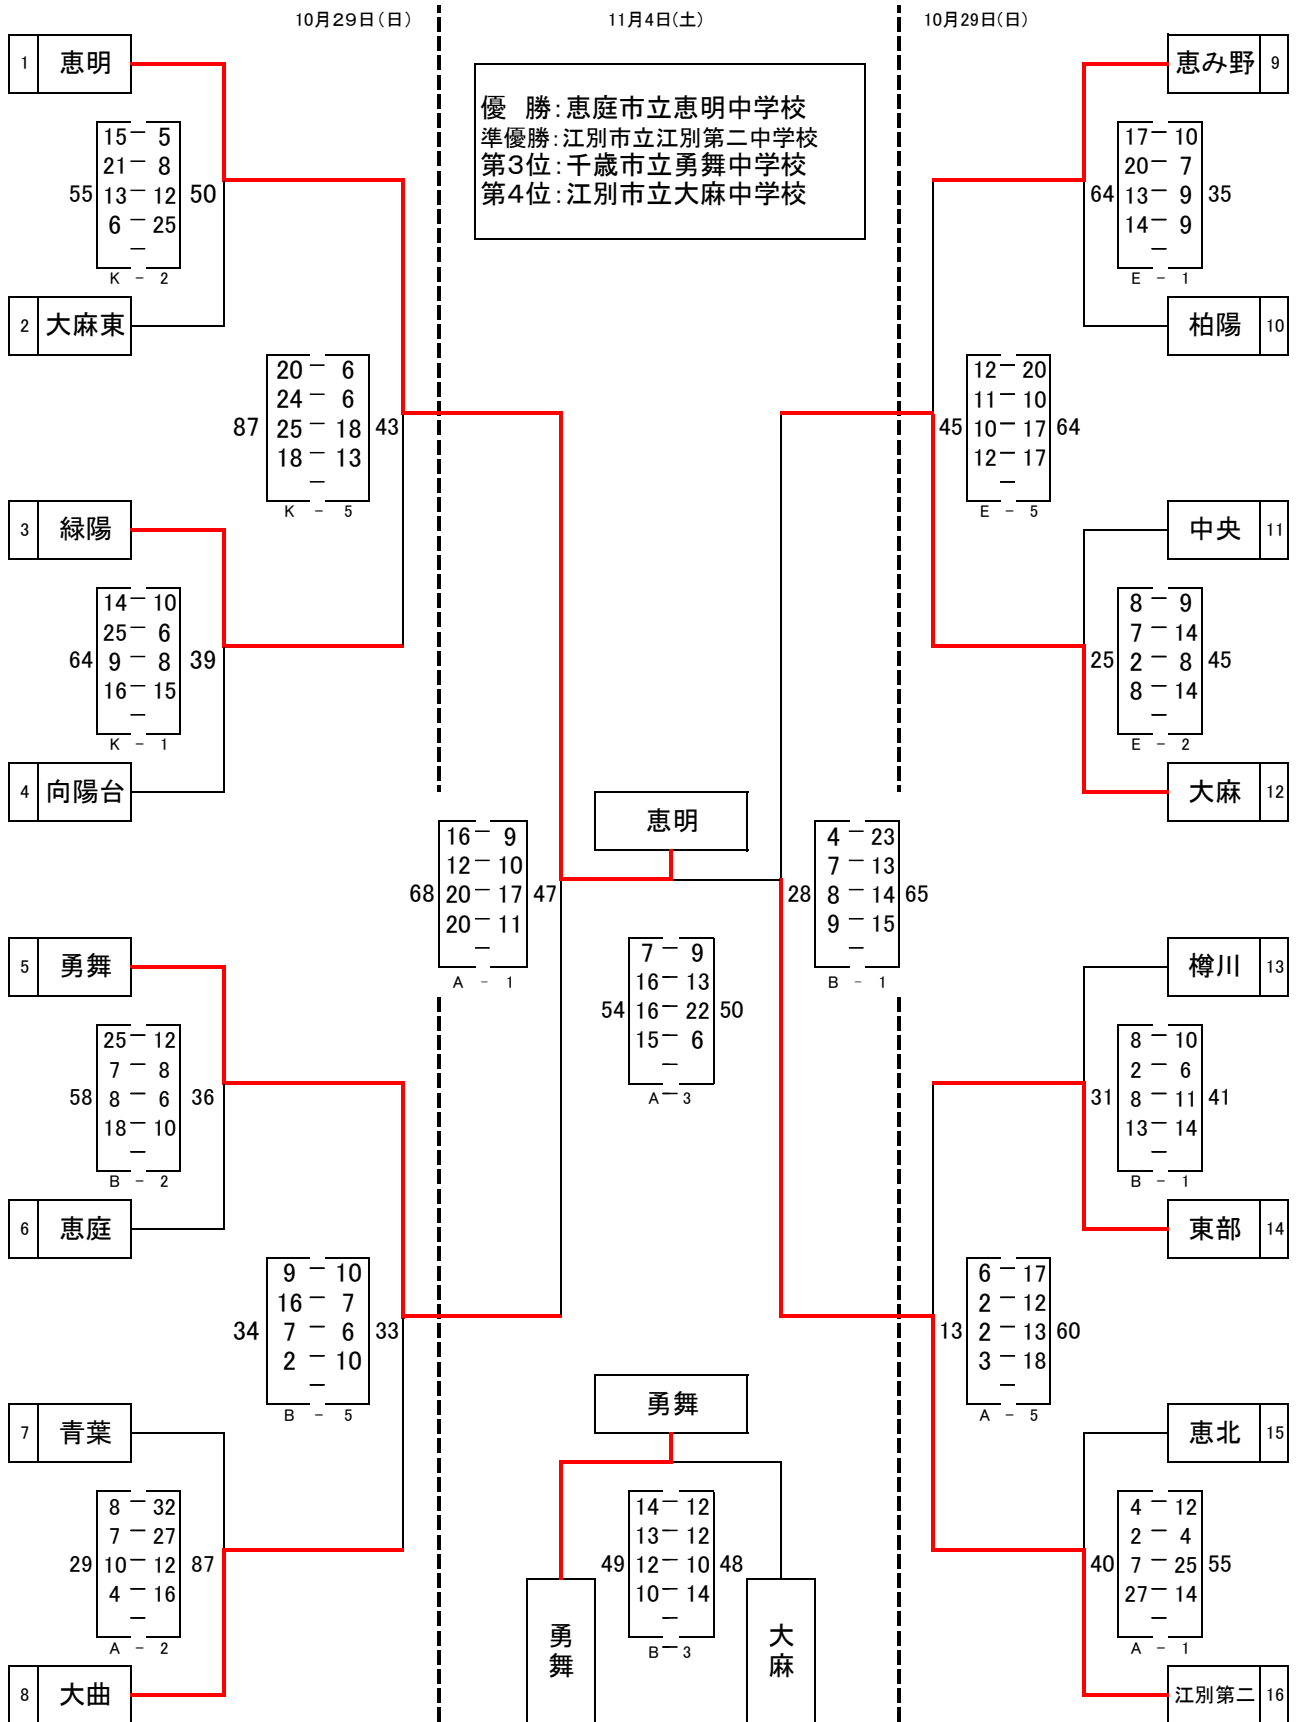 10月29日(日)
11月4日(土)
10月29日(日)
優　勝:恵庭市立恵明中学校
準優勝:江別市立江別第二中学校
第3位:千歳市立勇舞中学校
第4位:江別市立大麻中学校
1 恵明
15 － 5
21 － 8
55 13 － 12 50
6 － 25
－
K － 2
2 大麻東
20 － 6
24 － 6
87 25 － 18 43
18 － 13
－
K － 5
3 緑陽
14 － 10
25 － 6
64 9 － 8 39
16 － 15
－
K － 1
4 向陽台
16 － 9
12 － 10
68 20 － 17 47
20 － 11
－
A － 1
5 勇舞
25 － 12
7 － 8
58 8 － 6 36
18 － 10
－
B － 2
6 恵庭
9 － 10
16 － 7
34 7 － 6 33
2 － 10
－
B － 5
7 青葉
8 － 32
7 － 27
29 10 － 12 87
4 － 16
－
A － 2
8 大曲
恵明
7 － 9
16 － 13
54 16 － 22 50
15 － 6
－
A － 3
勇舞
14 － 12
13 － 12
49 12 － 10 48
10 － 14
－
B － 3
勇舞
大麻
恵み野 9
17 － 10
20 － 7
64 13 － 9 35
14 － 9
－
E － 1
柏陽 10
12 － 20
11 － 10
45 10 － 17 64
12 － 17
－
E － 5
中央 11
8 － 9
7 － 14
25 2 － 8 45
8 － 14
－
E － 2
大麻 12
4 － 23
7 － 13
28 8 － 14 65
9 － 15
－
B － 1
樽川 13
8 － 10
2 － 6
31 8 － 11 41
13 － 14
－
B － 1
東部 14
6 － 17
2 － 12
13 2 － 13 60
3 － 18
－
A － 5
恵北 15
4 － 12
2 － 4
40 7 － 25 55
27 － 14
－
A － 1
江別第二 16